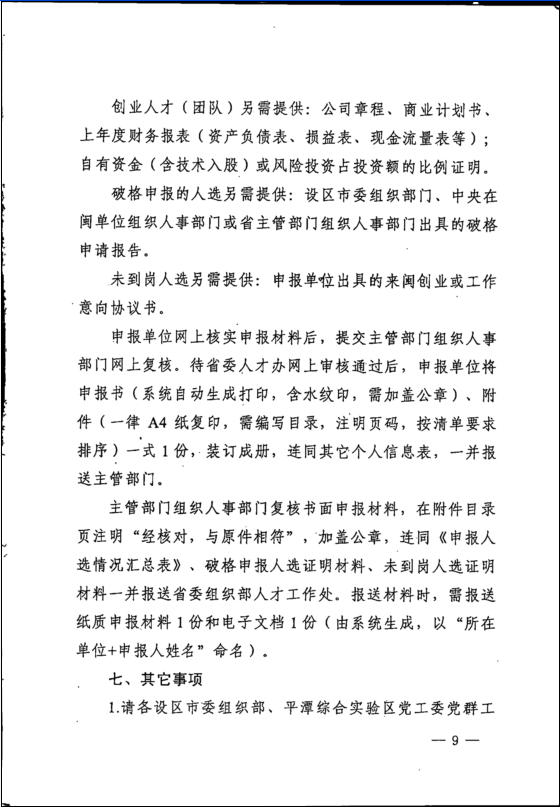 创业人才（团队）另需提供：公司章程、商业计划书、
上年度财务报表（资产负债表、损益表、现金流量表等）；
自有资金（含技术入股）或风险投资占投资额的比例证明。
破格申报的人选另需提供：设区市委组织部门、中央在
闽单位组织人事部门或省主管部门组织人事部门出具的破格
申请报告。
未到岗人选另需提供：申报单位出具的来闽创业或工作
意向协议书。
申报单位网上核实申报材料后，提交主管部门组织人事
部门网上复核。待省委人才办网上审核通过后，申报单位将
申报书（系统自动生成打印，含水纹印，需加盖公章）、附
件（一律 A4 纸复印，需编写目录，注明页码，按清单要求
排序）一式 1 份，装订成册，连同其它个人信息表，一并报
送主管部门。
主管部门组织人事部门复核书面申报材料，在附件目录
页注明“经核对，与原件相符”，加盖公章，连同《申报人
选情况汇总表》、破格申报人选证明材料、未到岗人选证明
材料一并报送省委组织部人才工作处。报送材料时，需报送
纸质申报材料 1 份和电子文档 1 份（由系统生成，以“所在
单位+申报人姓名”命名）。
七、其它事项
1.请各设区市委组织部、平潭综合实验区党工委党群工
— 9 —